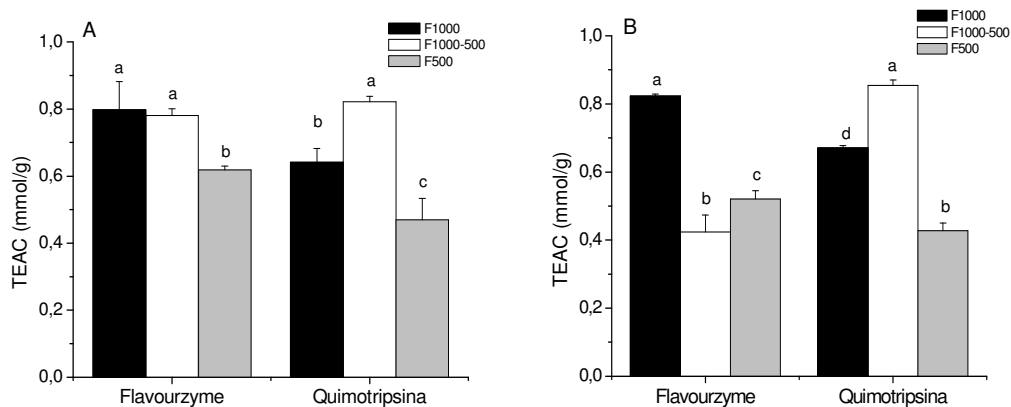 A
F1000
F1000-500
F500
TEAC (mmol/g)
1,0
0,8
0,6
0,4
0,2
0,0
a
a
b
b
a
c
Flavourzyme
Quimotripsina
B
F1000
F1000-500
F500
TEAC (mmol/g)
1,0
0,8
0,6
0,4
0,2
0,0
a
b
c
d
a
b
Flavourzyme
Quimotripsina